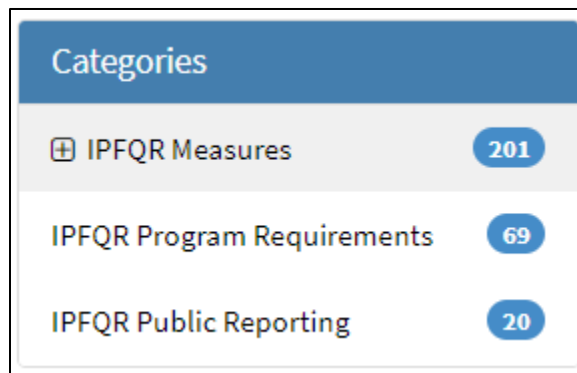 Categories
IPFQR Measures 201
IPFQR Program Requirements 69
IPFQR Public Reporting 20